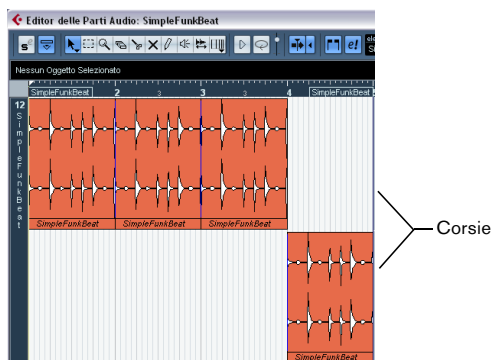 Editor delle Parti Audio: SimpleFunkBeat
Nessun Oggetto Selezionato
SimpleFunkBeat 2 3 3 3 4 SimpleFunkBeat
12
SimpleFunkBeat
SimpleFunkBeat SimpleFunkBeat SimpleFunkBeat
Corsie
SimpleFunkBeat